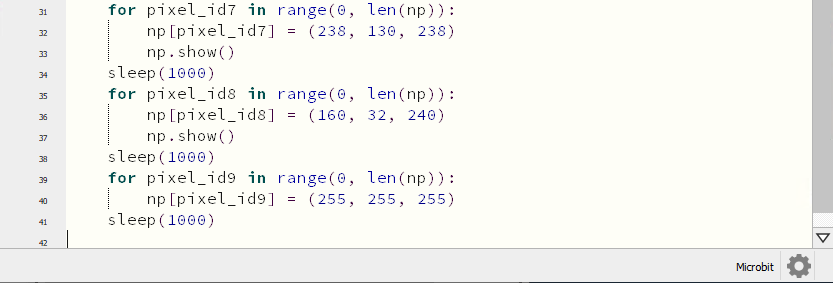 31 for pixel_id7 in range(0, len(np)):
32 np[pixel_id7] = (238, 130, 238)
33 np.show()
34 sleep(1000)
35 for pixel_id8 in range(0, len(np)):
36 np[pixel_id8] = (160, 32, 240)
37 np.show()
38 sleep(1000)
39 for pixel_id9 in range(0, len(np)):
40 np[pixel_id9] = (255, 255, 255)
41 sleep(1000)
42
Microbit